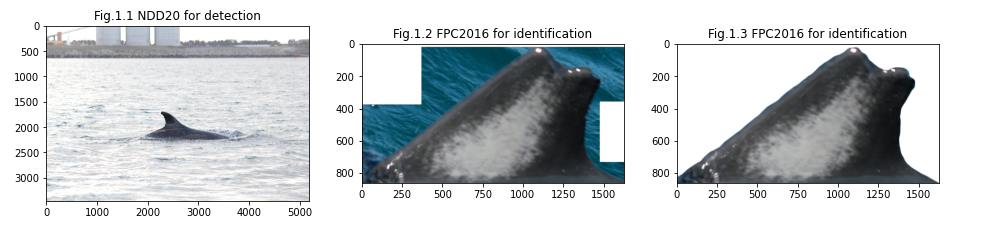 Fig.1.1 NDD20 for detection
0
500
1000
1500
2000
2500
3000
0 1000 2000 3000 4000 5000
Fig.1.2 FPC2016 for identification
0
200
400
600
800
0 250 500 750 1000 1250 1500
Fig.1.3 FPC2016 for identification
0
200
400
600
800
0 250 500 750 1000 1250 1500